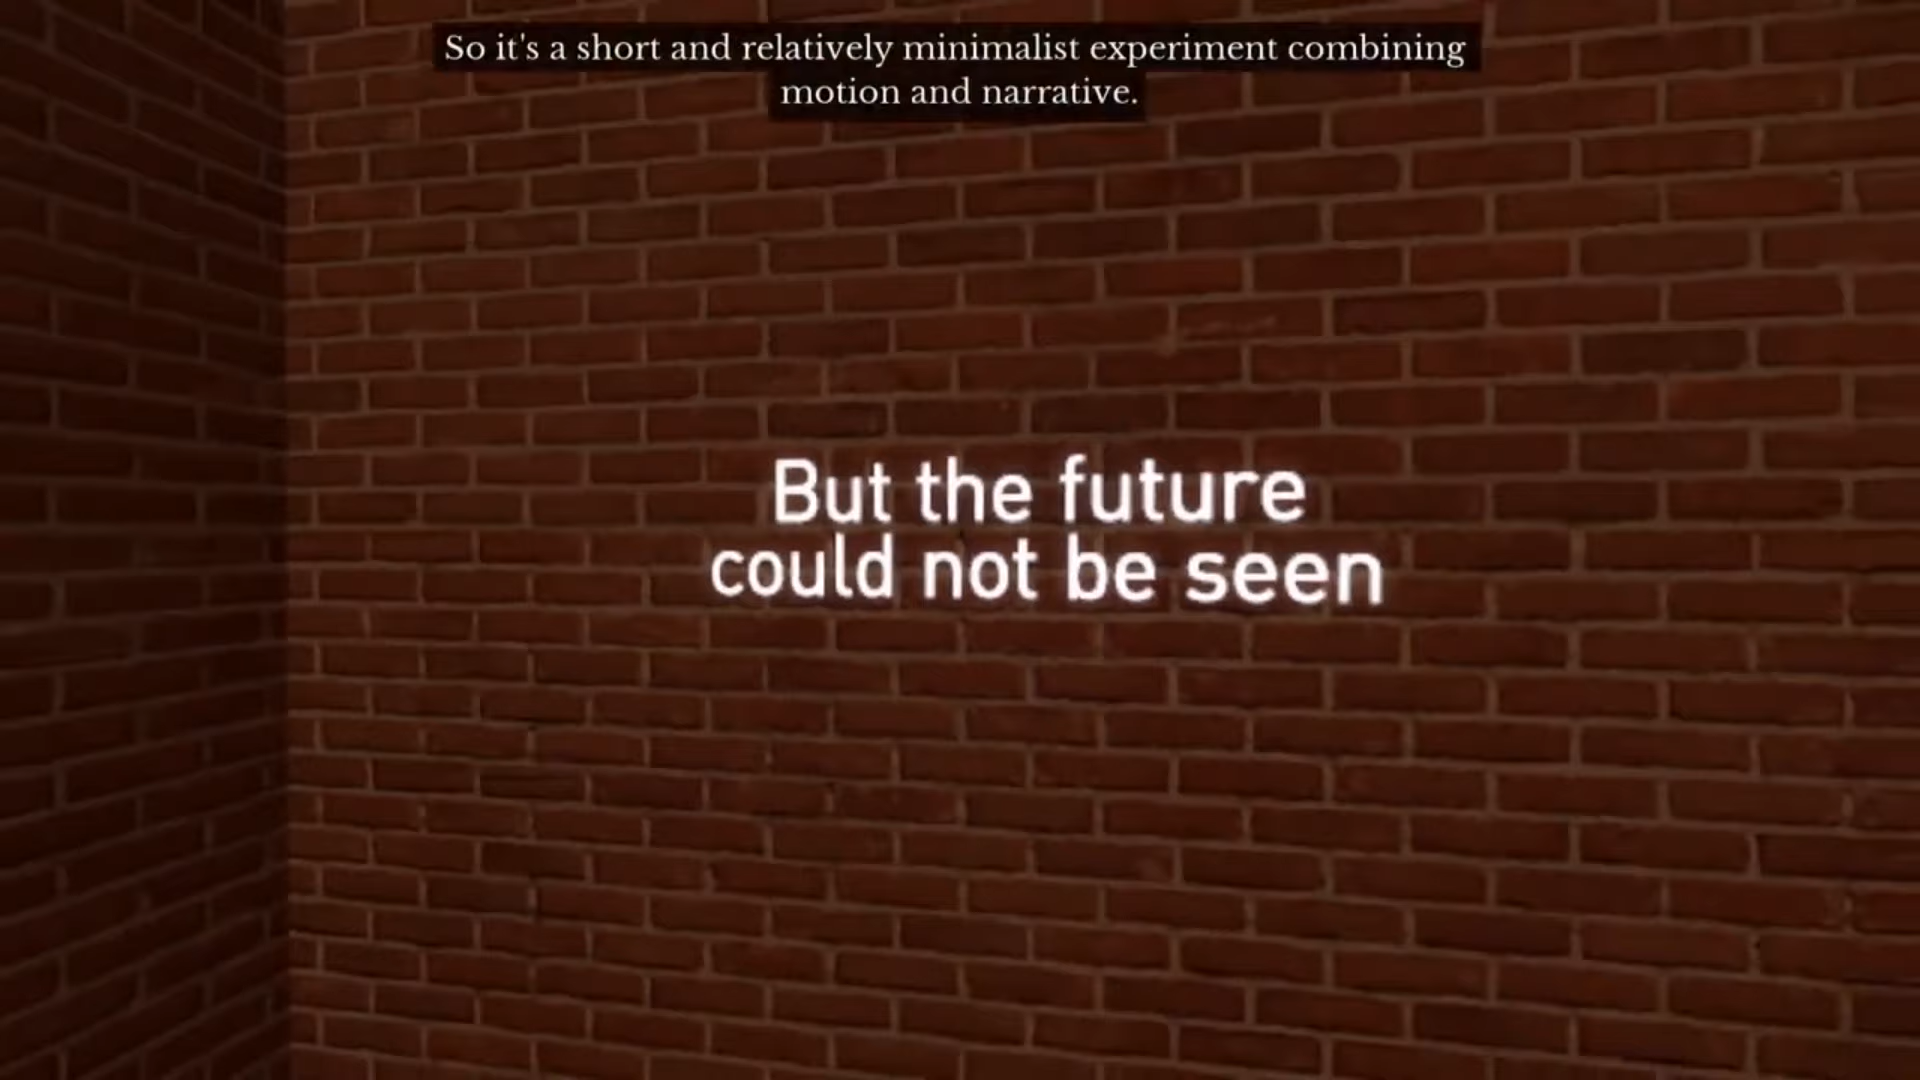 So it's a short and relatively minimalist experiment combining
motion and narrative.
But the future
could not be seen